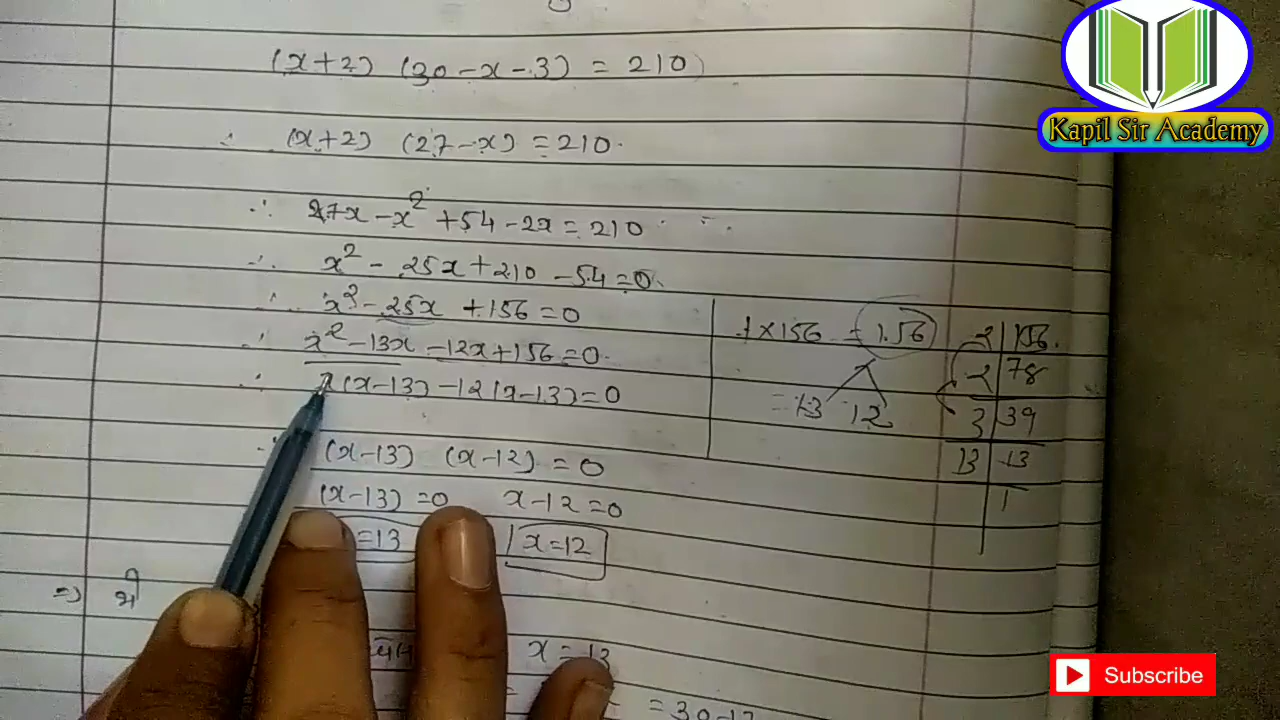 (x+2) (30-x-3) = 210
∴ (x+2) (27-x) = 210.
∴ 27x - x² + 54 - 2x = 210
∴ x² - 25x + 210 - 54 = 0.
∴ x² - 25x + 156 = 0
∴ x² - 13x - 12x + 156 = 0.
∴ x(x-13) - 12(x-13) = 0
∴ (x-13) (x-12) = 0
(x-13) = 0 x-12 = 0
=13 x=12
=> श्री
x = 13
= 30-13
1×156 = 156
= 13 12
2 | 156.
2 | 78
3 | 39
13 | 13
| 1
Kapil Sir Academy
Subscribe